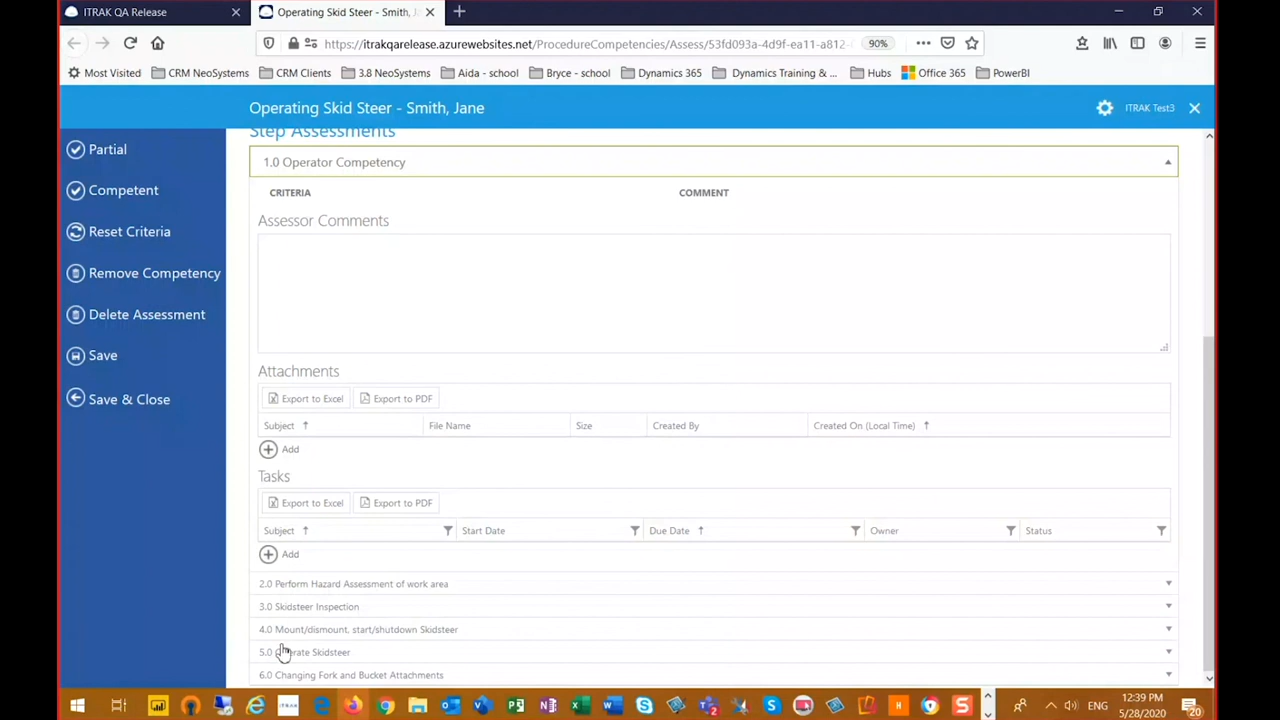 ITRAK QA Release
Operating Skid Steer - Smith, Ja
https://itrakqarelease.azurewebsites.net/ProcedureCompetencies/Assess/53fd093a-4d9f-ea11-a812-
90%
Most Visited CRM NeoSystems CRM Clients 3.8 NeoSystems Aida - school Bryce - school Dynamics 365 Dynamics Training & ... Hubs Office 365 PowerBI
Operating Skid Steer - Smith, Jane
ITRAK Test3
Partial
Competent
Reset Criteria
Remove Competency
Delete Assessment
Save
Save & Close
Step Assessments
1.0 Operator Competency
CRITERIA COMMENT
Assessor Comments
Attachments
Export to Excel Export to PDF
Subject File Name Size Created By Created On (Local Time)
Add
Tasks
Export to Excel Export to PDF
Subject Start Date Due Date Owner Status
Add
2.0 Perform Hazard Assessment of work area
3.0 Skidsteer Inspection
4.0 Mount/dismount, start/shutdown Skidsteer
5.0 Skidsteer
6.0 Changing Fork and Bucket Attachments
ENG
12:39 PM
5/28/2020
20